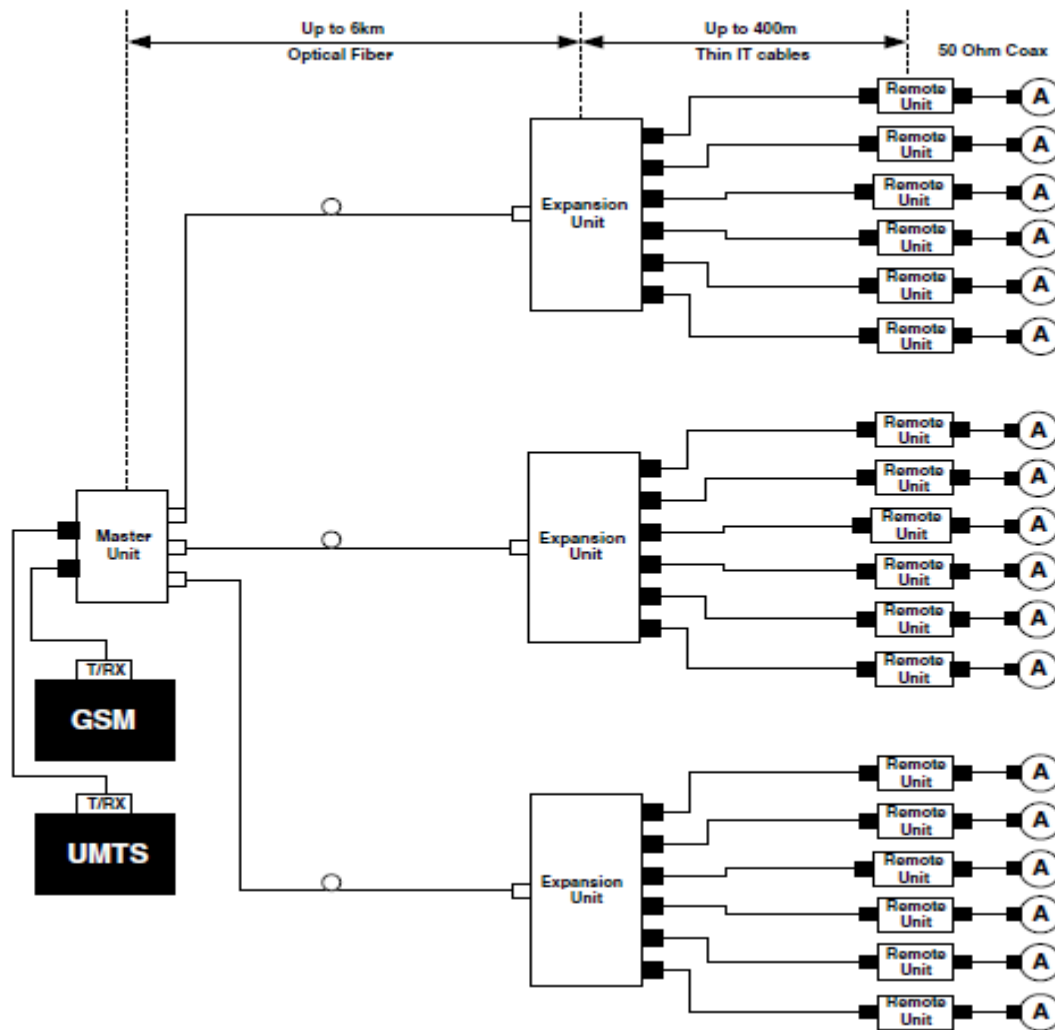 Up to 6km
Optical Fiber
Up to 400m
Thin IT cables
50 Ohm Coax
Expansion
Unit
Remote
Unit
A
Remote
Unit
A
Remote
Unit
A
Remote
Unit
A
Remote
Unit
A
Remote
Unit
A
Master
Unit
Expansion
Unit
Remote
Unit
A
Remote
Unit
A
Remote
Unit
A
Remote
Unit
A
Remote
Unit
A
Remote
Unit
A
T/RX
GSM
T/RX
UMTS
Expansion
Unit
Remote
Unit
A
Remote
Unit
A
Remote
Unit
A
Remote
Unit
A
Remote
Unit
A
Remote
Unit
A